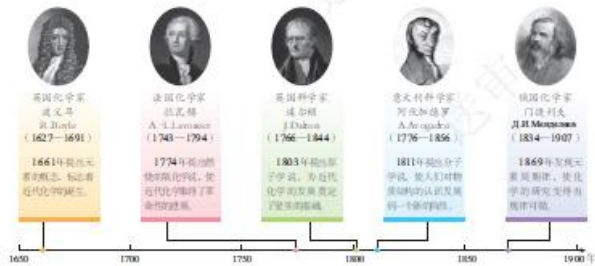 英国化学家
波义耳
R.Boyle
(1627—1691)
1661年提出元
素的概念，标志着
近代化学的诞生。
法国化学家
拉瓦锡
A.-L.Lavoisier
(1743—1794)
1774年提出燃
烧的氧化学说，使
近代化学取得了革
命性的进展。
英国科学家
道尔顿
J.Dalton
(1766—1844)
1803年提出原
子学说，为近代
化学的发展奠定
了坚实的基础。
意大利科学家
阿伏加德罗
A.Avogadro
(1776—1856)
1811年提出分子
学说，使人们对物
质结构的认识发展
到一个新的阶段。
俄国化学家
门捷列夫
Д.И.Менделеев
(1834—1907)
1869年发现元
素周期律，使化
学的研究变得有
规律可循。
1650 1700 1750 1800 1850 1900 年